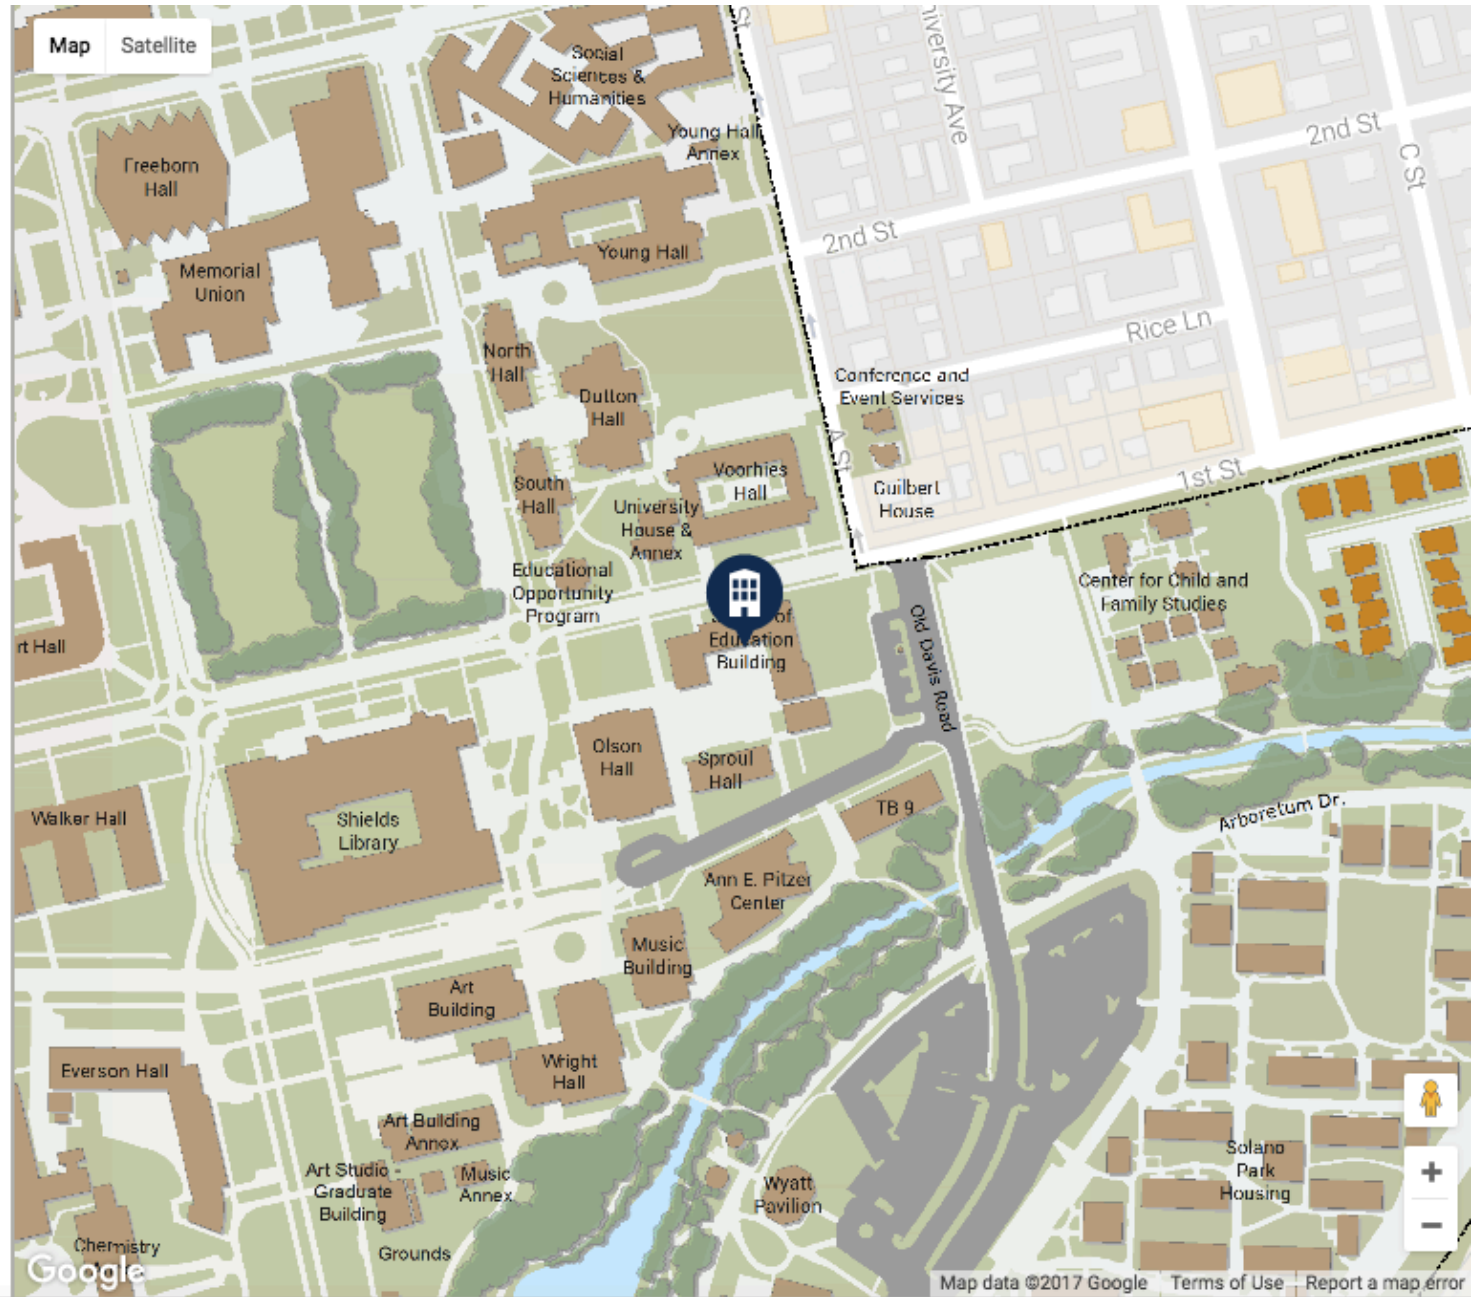 Map
Satellite
Social
Sciences &
Humanities
St
University Ave
2nd St
C St
Young Hall
Annex
Freeborn
Hall
Young Hall
2nd St
Memorial
Union
Rice Ln
North
Hall
Dutton
Hall
Conference and
Event Services
A St
Voorhies
Hall
1st St
South
Hall
University
House &
Annex
Guilbert
House
Educational
Opportunity
Program
Center for Child and
Family Studies
rt Hall
of
Education
Building
Old Davis Road
Olson
Hall
Sproul
Hall
TB 9
Arboretum Dr.
Walker Hall
Shields
Library
Ann E. Pitzer
Center
Music
Building
Art
Building
Everson Hall
Wright
Hall
Art Building
Annex
Art Studio -
Graduate
Building
Music
Annex
Wyatt
Pavilion
Solano
Park
Housing
Grounds
Chemistry
Google
Map data ©2017 Google
Terms of Use
Report a map error